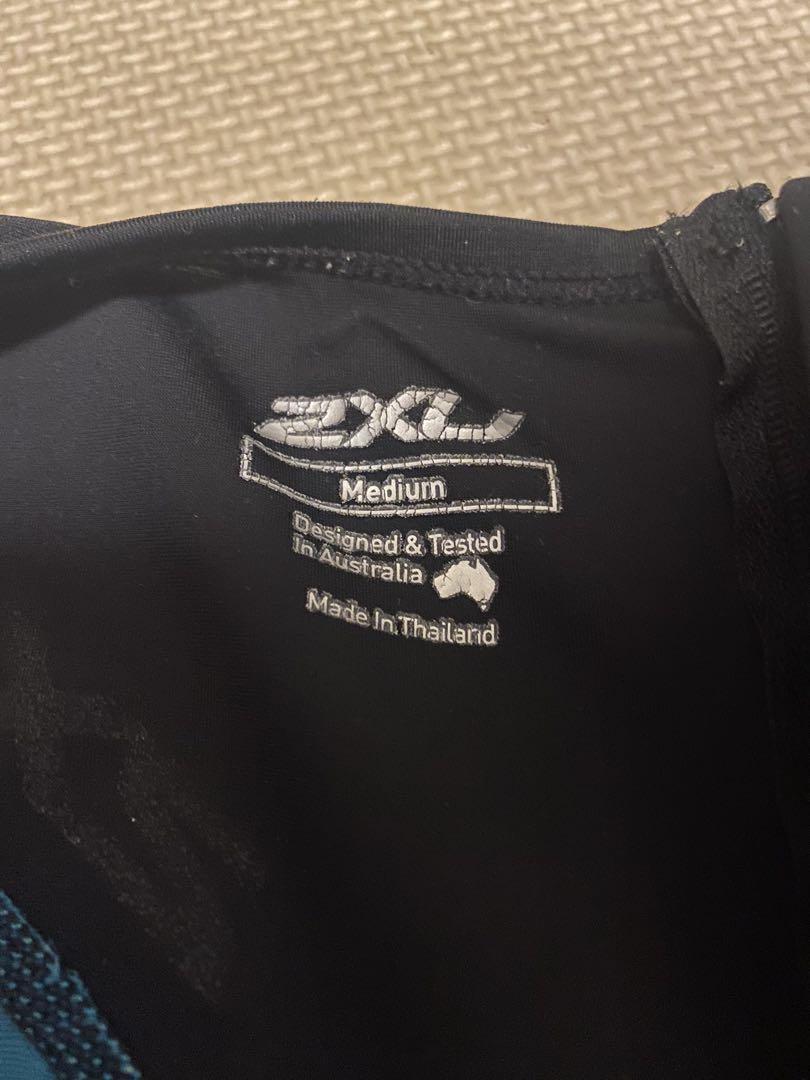 2XU
Medium
Designed & Tested
In Australia
Made In Thailand